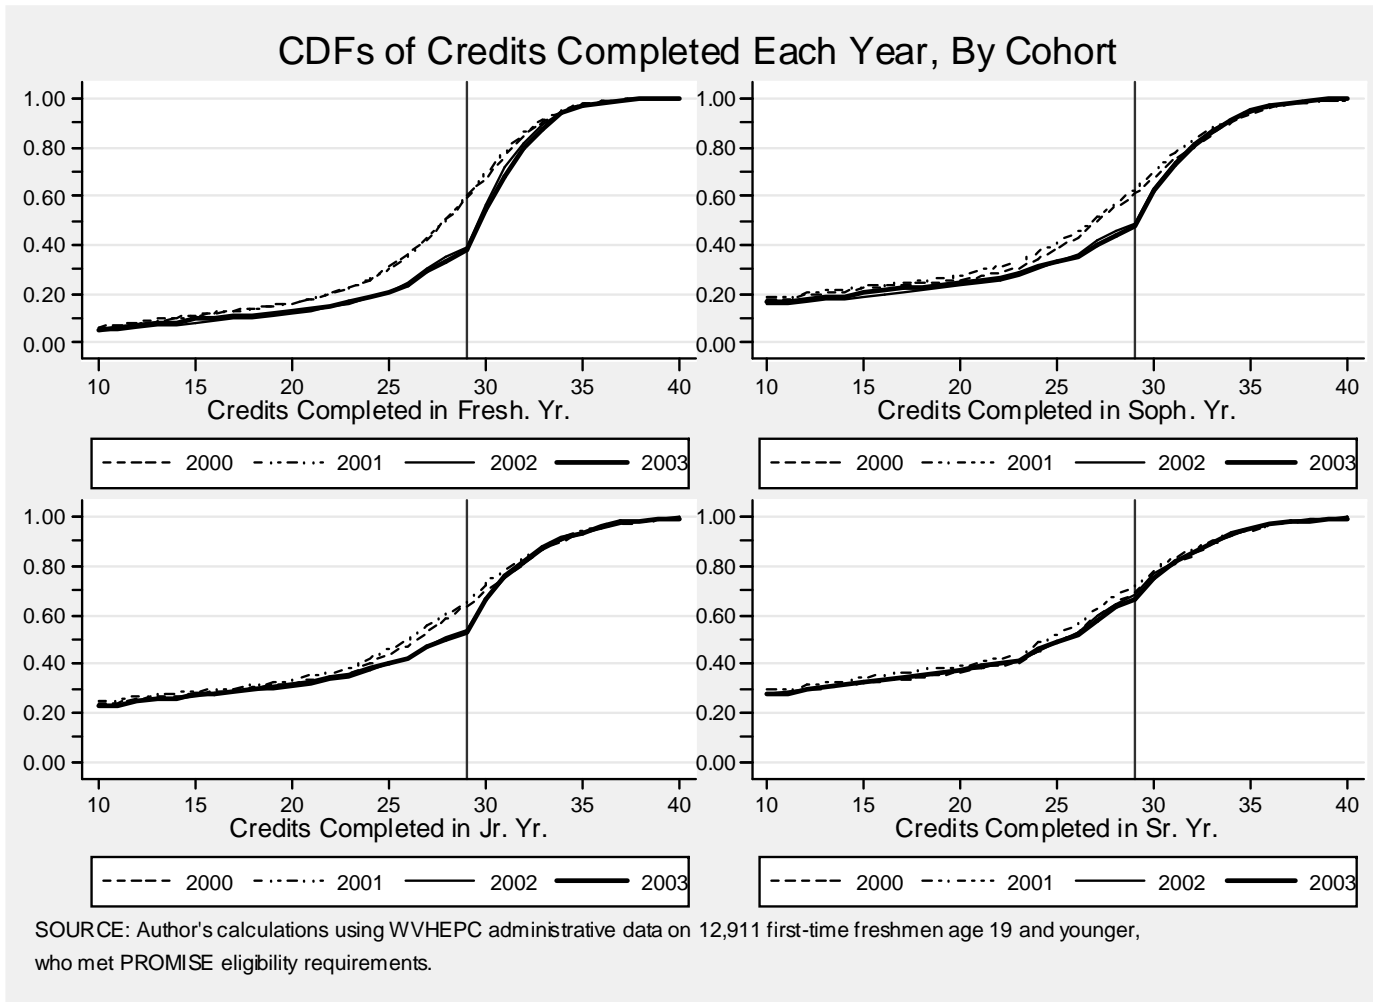 CDFs of Credits Completed Each Year, By Cohort
1.00
0.80
0.60
0.40
0.20
0.00
10 15 20 25 30 35 40
Credits Completed in Fresh. Yr.
2000 2001 2002 2003
1.00
0.80
0.60
0.40
0.20
0.00
10 15 20 25 30 35 40
Credits Completed in Soph. Yr.
2000 2001 2002 2003
1.00
0.80
0.60
0.40
0.20
0.00
10 15 20 25 30 35 40
Credits Completed in Jr. Yr.
2000 2001 2002 2003
1.00
0.80
0.60
0.40
0.20
0.00
10 15 20 25 30 35 40
Credits Completed in Sr. Yr.
2000 2001 2002 2003
SOURCE: Author's calculations using WVHEPC administrative data on 12,911 first-time freshmen age 19 and younger,
who met PROMISE eligibility requirements.